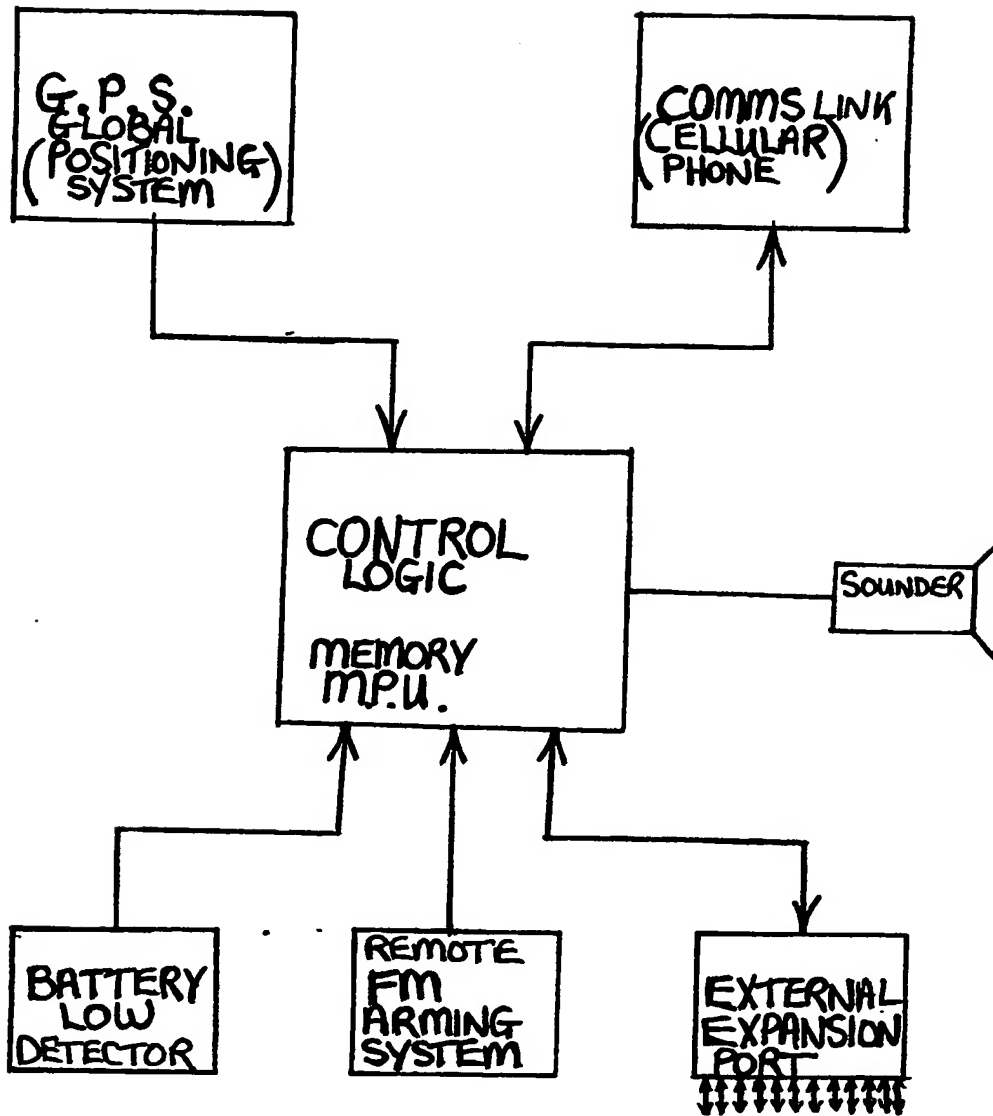 G.P.S.
GLOBAL
(POSITIONING)
SYSTEM
COMMS LINK
(CELLULAR)
PHONE
CONTROL
LOGIC
MEMORY
M.P.U.
SOUNDER
BATTERY
LOW
DETECTOR
REMOTE
FM
ARMING
SYSTEM
EXTERNAL
EXPANSION
PORT